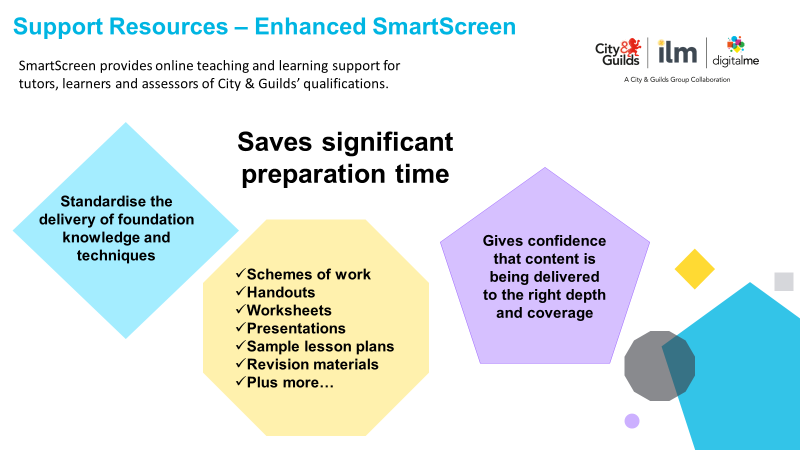 Support Resources – Enhanced SmartScreen
SmartScreen provides online teaching and learning support for
tutors, learners and assessors of City & Guilds' qualifications.
City&
Guilds
ilm
digitalme
A City & Guilds Group Collaboration
Saves significant
preparation time
Standardise the
delivery of foundation
knowledge and
techniques
✓Schemes of work
✓Handouts
✓Worksheets
✓Presentations
✓Sample lesson plans
✓Revision materials
✓Plus more…
Gives confidence
that content is
being delivered
to the right depth
and coverage